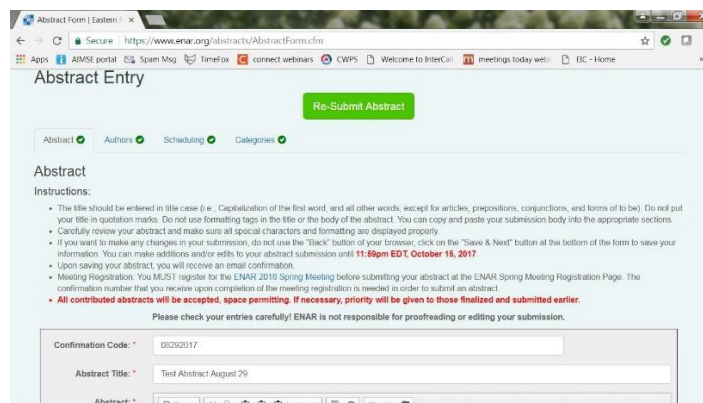 Abstract Form | Eastern N
Secure https://www.enar.org/abstracts/AbstractForm.cfm
Apps AIMSE portal Spam Msg TimeFox connect webinars CWPS Welcome to InterCall meetings today web EIC - Home
Abstract Entry
Re-Submit Abstract
Abstract Authors Scheduling Categories
Abstract
Instructions:
The title should be entered in title case (i.e., Capitalization of the first word, and all other words, except for articles, prepositions, conjunctions, and forms of to be). Do not put
your title in quotation marks. Do not use formatting tags in the title or the body of the abstract. You can copy and paste your submission body into the appropriate sections.
Carefully review your abstract and make sure all special characters and formatting are displayed properly.
If you want to make any changes in your submission, do not use the "Back" button of your browser, click on the "Save & Next" button at the bottom of the form to save your
information. You can make additions and/or edits to your abstract submission until 11:59pm EDT, October 15, 2017
Upon saving your abstract, you will receive an email confirmation.
Meeting Registration: You MUST register for the ENAR 2018 Spring Meeting before submitting your abstract at the ENAR Spring Meeting Registration Page. The
confirmation number that you receive upon completion of the meeting registration is needed in order to submit an abstract.
All contributed abstracts will be accepted, space permitting. If necessary, priority will be given to those finalized and submitted earlier.
Please check your entries carefully! ENAR is not responsible for proofreading or editing your submission.
Confirmation Code: * 08292017
Abstract Title: * Test Abstract August 29
Abstract: *